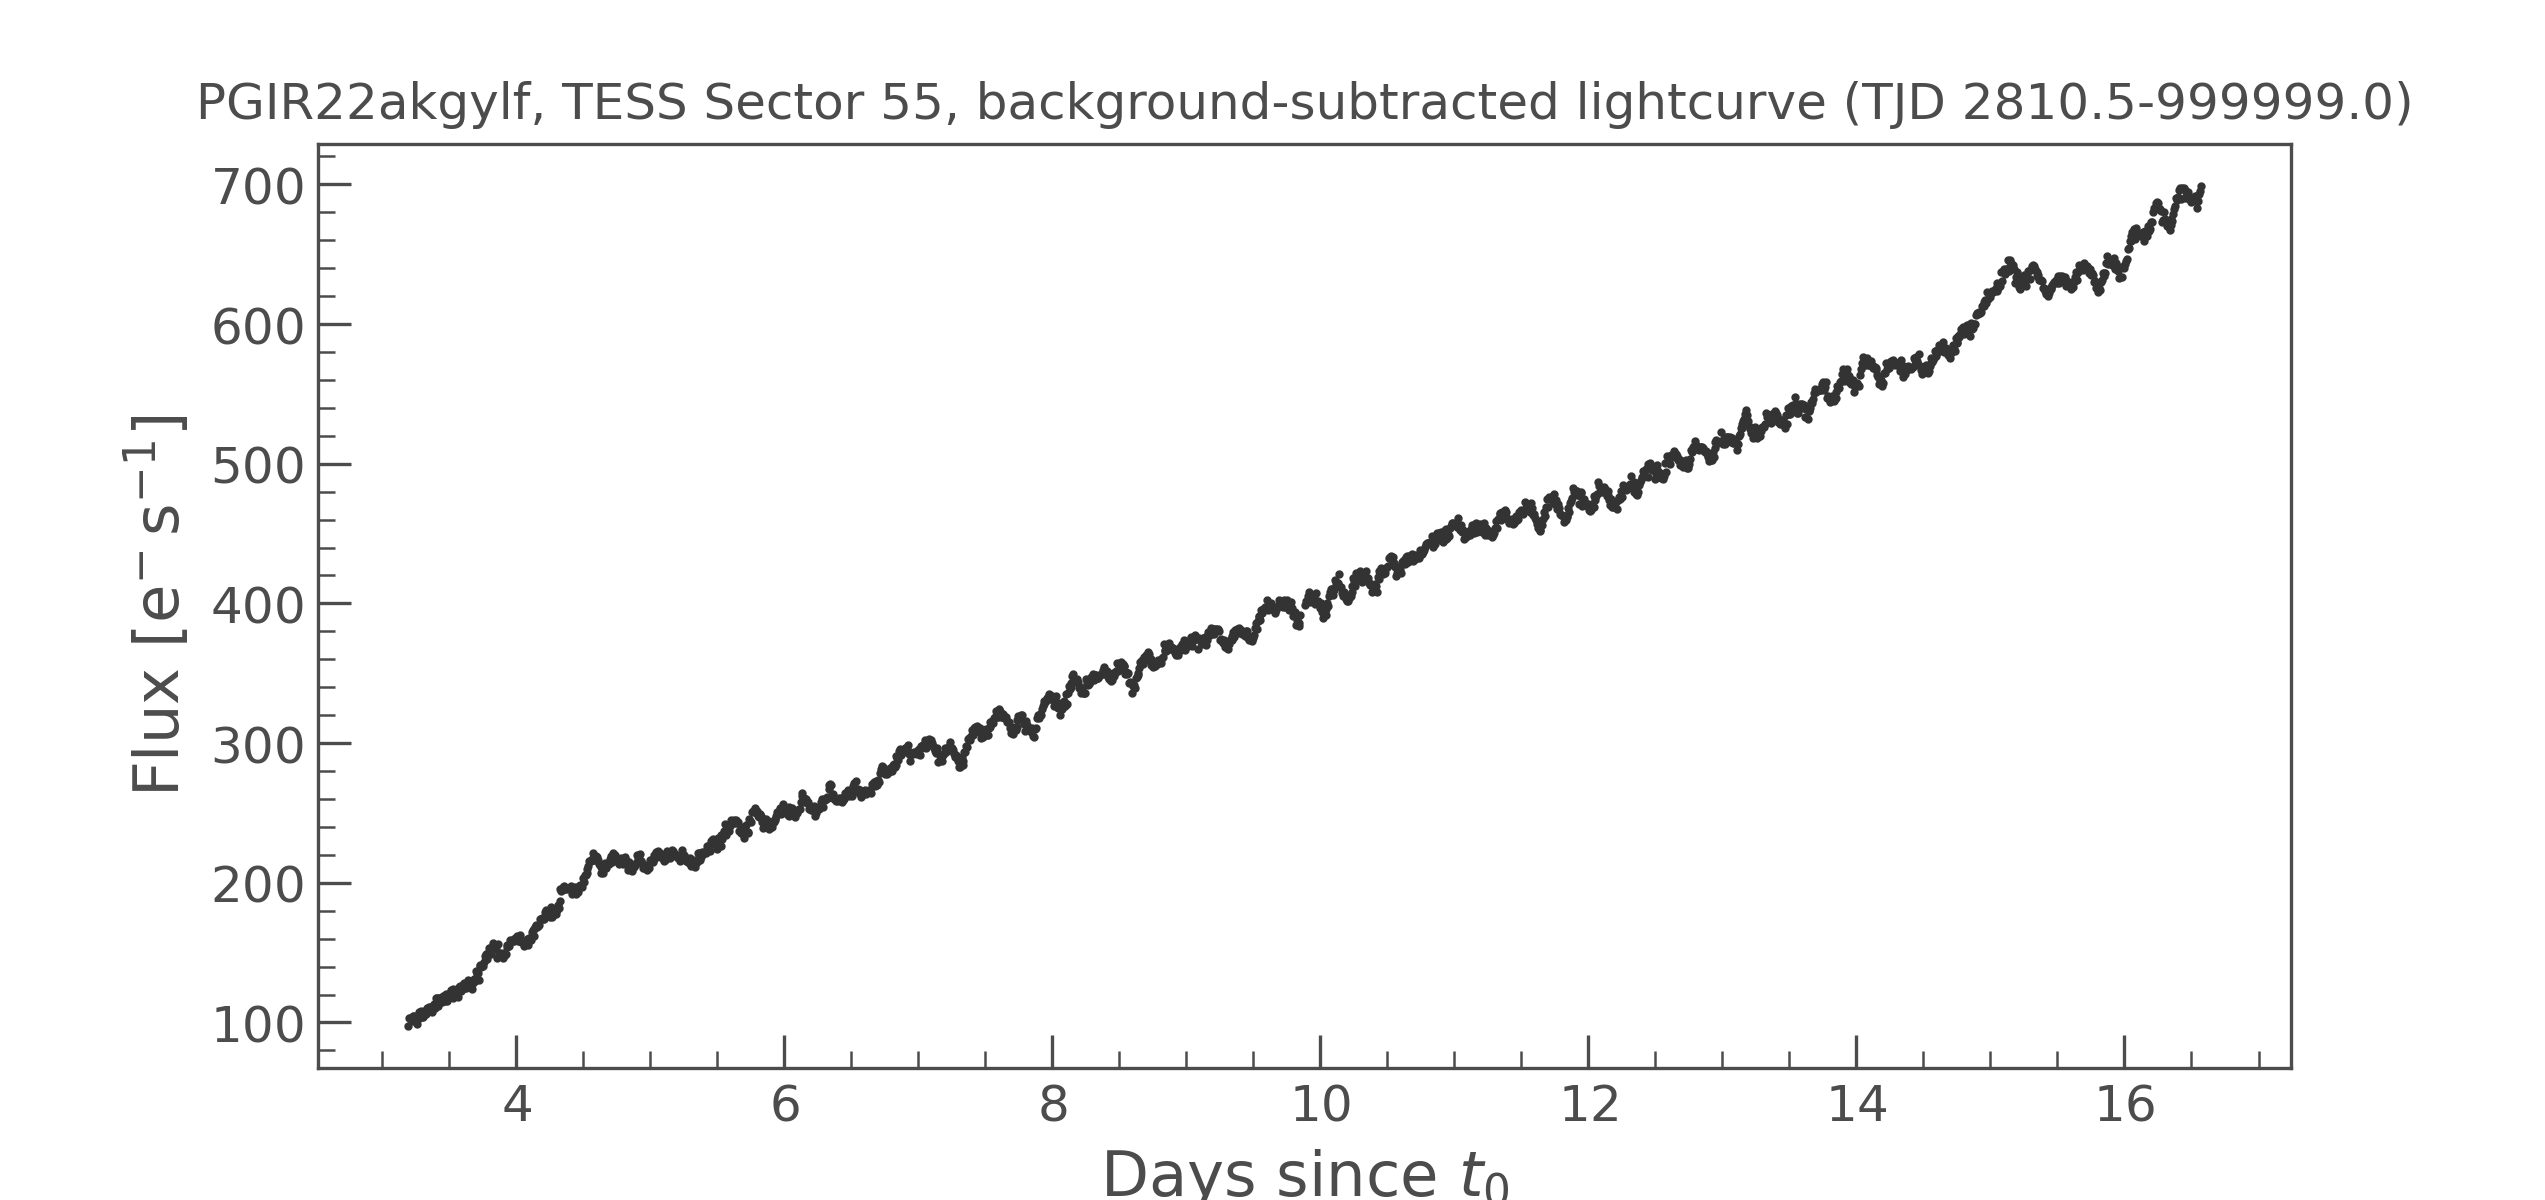 PGIR22akgylf, TESS Sector 55, background-subtracted lightcurve (TJD 2810.5-999999.0)
700
600
500
400
300
200
100
Flux [e⁻ s⁻¹]
4 6 8 10 12 14 16
Days since t₀